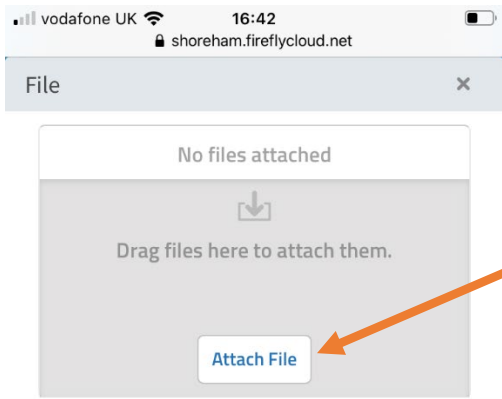 vodafone UK 16:42
shoreham.fireflycloud.net
File ×
No files attached
Drag files here to attach them.
Attach File